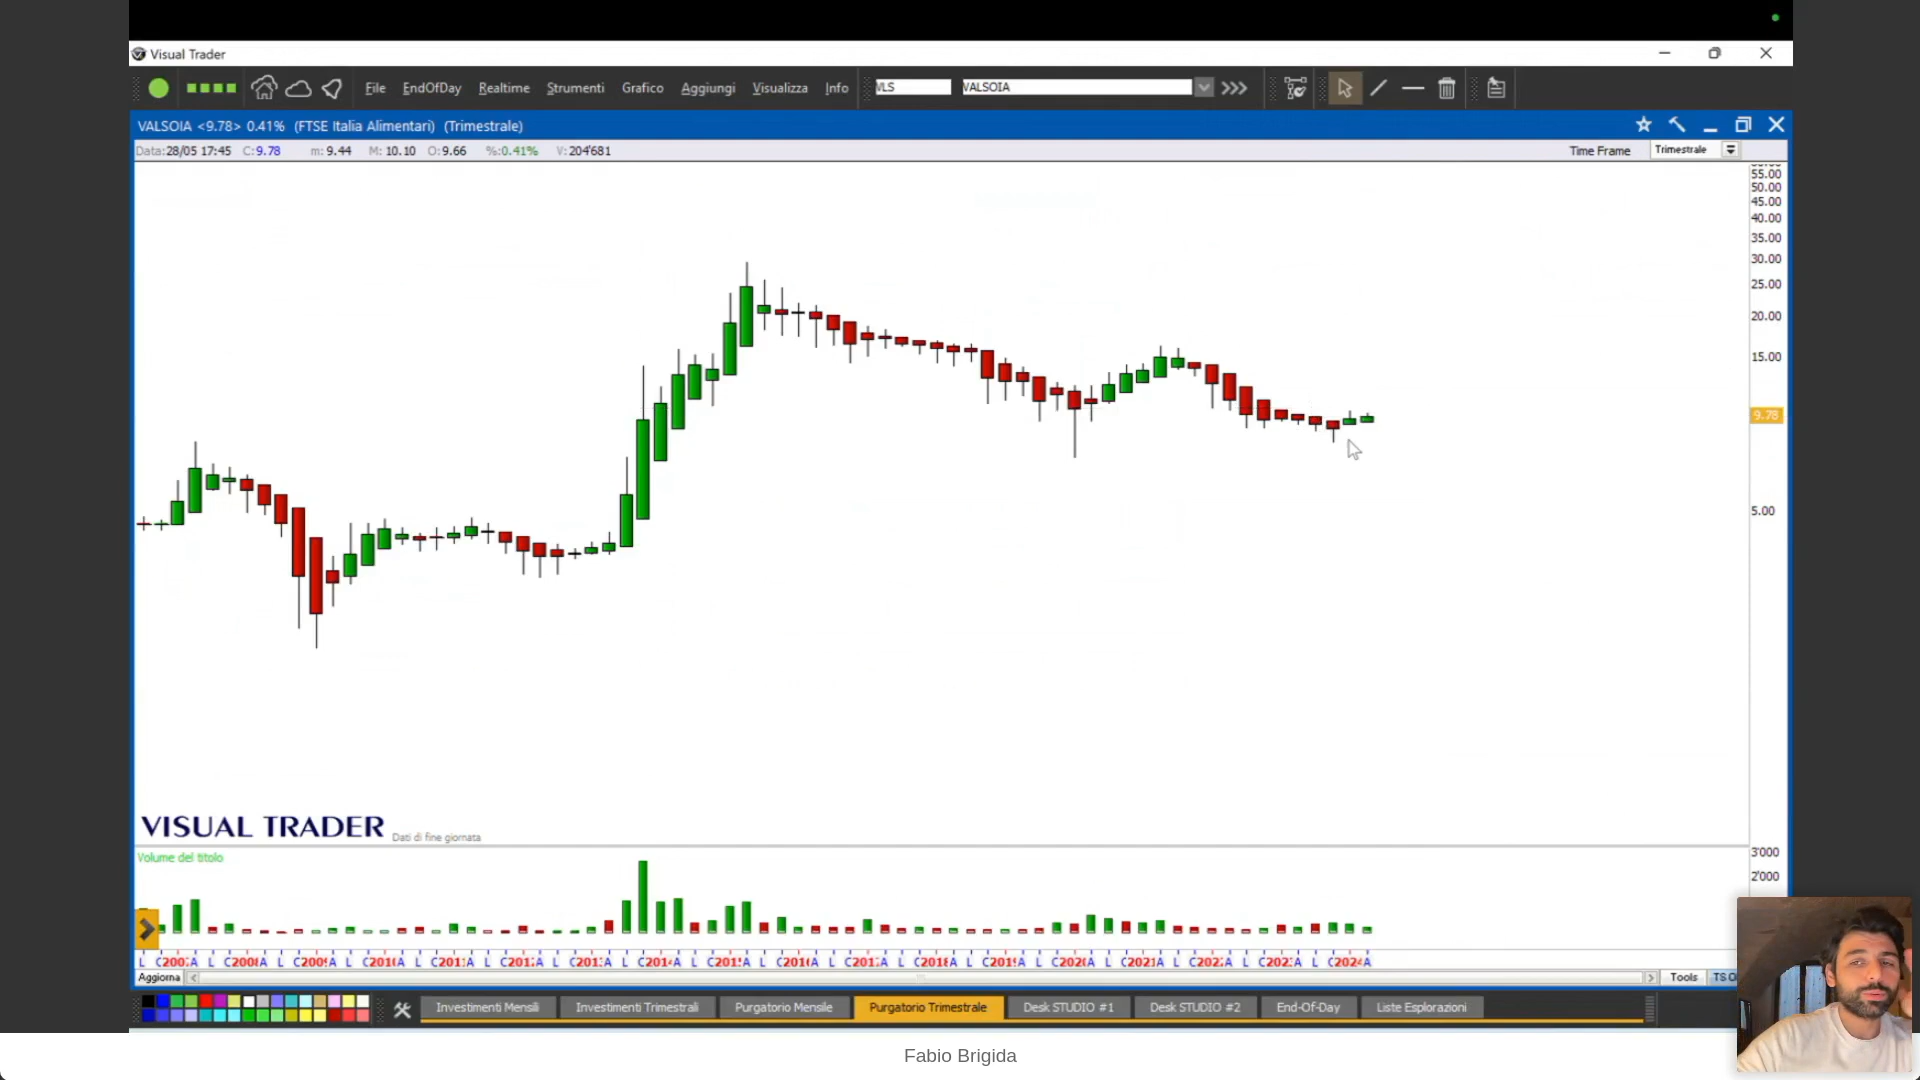 Visual Trader
File EndOfDay Realtime Strumenti Grafico Aggiungi Visualizza Info VLS VALSOIA
VALSOIA <9.78> 0.41% (FTSE Italia Alimentari) (Trimestrale)
Data:28/05 17:45 C:9.78 m: 9.44 M: 10.10 O:9.66 %:0.41% V:204'681 Time Frame Trimestrale
55.00
50.00
45.00
40.00
35.00
30.00
25.00
20.00
15.00
9.78
5.00
VISUAL TRADER Dati di fine giornata
Volume del titolo
3'000
2'000
Aggiorna Tools
Investimenti Mensili Investimenti Trimestrali Purgatorio Mensile Purgatorio Trimestrale Desk STUDIO #1 Desk STUDIO #2 End-Of-Day Liste Esplorazioni
Fabio Brigida